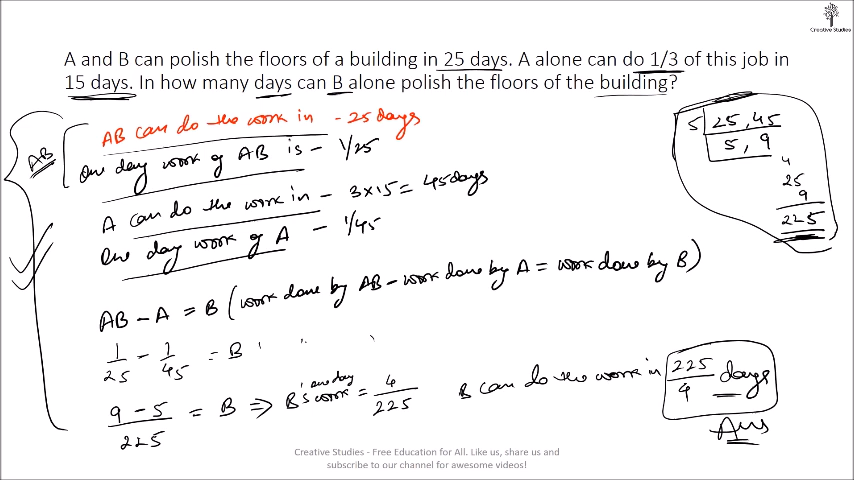 Creative Studies
A and B can polish the floors of a building in 25 days. A alone can do 1/3 of this job in
15 days. In how many days can B alone polish the floors of the building?
AB
AB can do the work in - 25 days
One day work of AB is - 1/25
A can do the work in - 3×15 = 45 days
One day work of A - 1/45
AB - A = B (work done by AB - work done by A = work done by B)
1/25 - 1/45 = B
9 - 5 / 225 = B ⇒ B's one day work = 4/225
B can do the work in 225/4 days
Ans
5 | 25, 45
5, 9
4
25
9
225
Creative Studies - Free Education for All. Like us, share us and
subscribe to our channel for awesome videos!